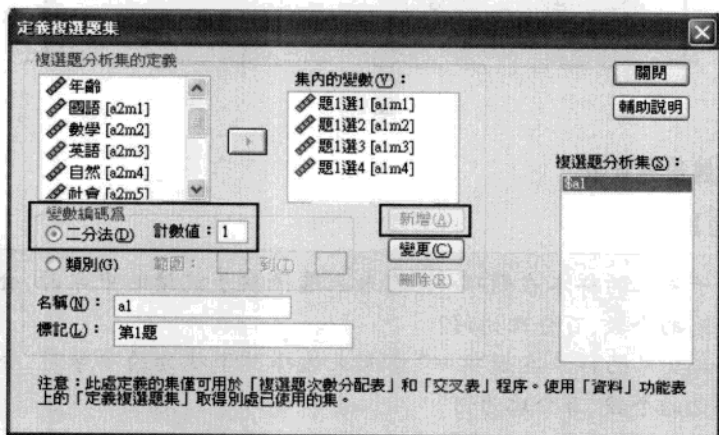 定義複選題集
複選題分析集的定義
年齡
國語 [a2m1]
數學 [a2m2]
英語 [a2m3]
自然 [a2m4]
社會 [a2m5]
集內的變數(V):
題1選1 [a1m1]
題1選2 [a1m2]
題1選3 [a1m3]
題1選4 [a1m4]
關閉
輔助說明
複選題分析集(S):
$a1
變數編碼為
二分法(D) 計數值: 1
類別(G) 範圍: 到(T)
新增(A)
變更(C)
刪除(R)
名稱(N): a1
標記(L): 第1題
注意:此處定義的集僅可用於「複選題次數分配表」和「交叉表」程序。使用「資料」功能表
上的「定義複選題集」取得別處已使用的集。